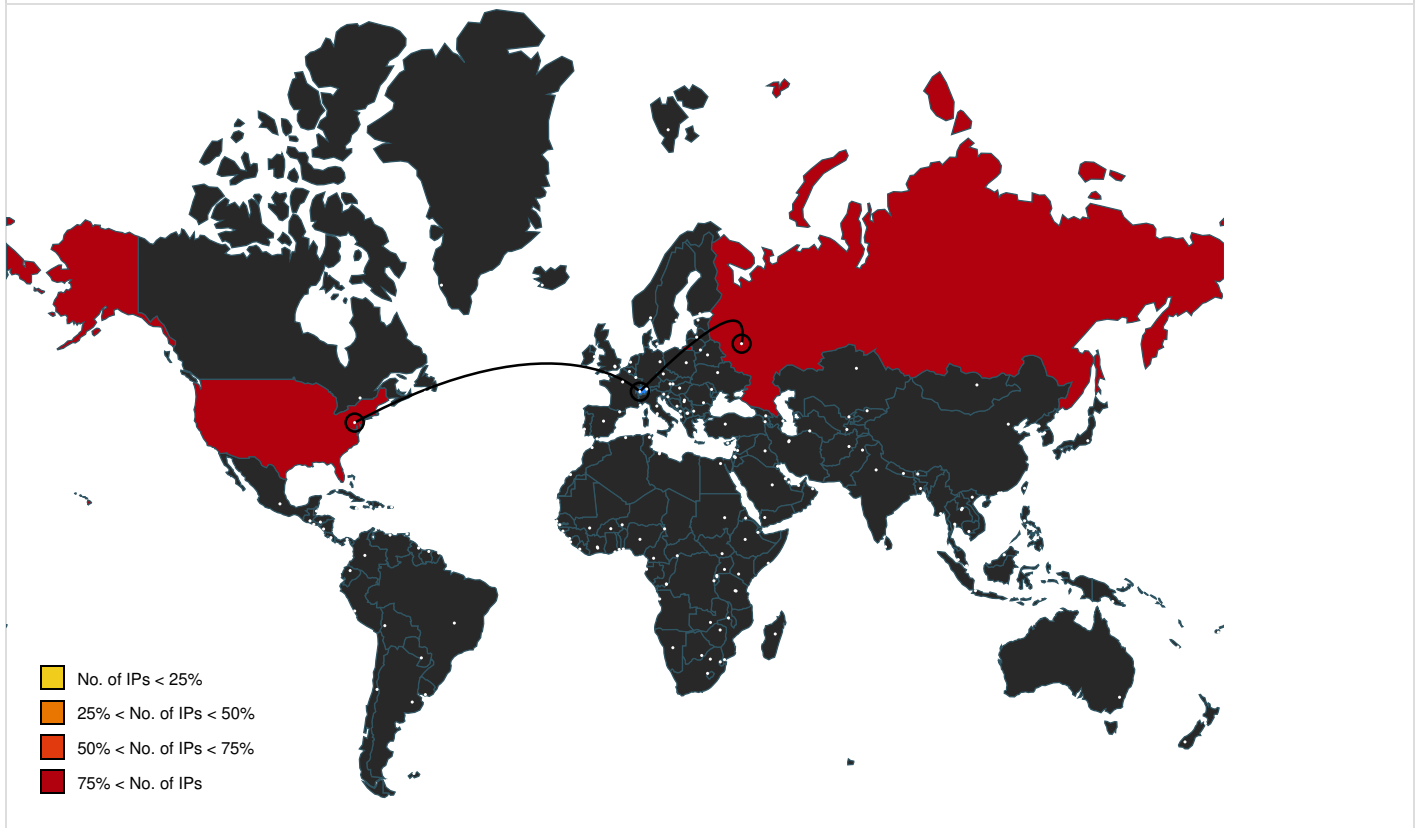 No. of IPs < 25%
25% < No. of IPs < 50%
50% < No. of IPs < 75%
75% < No. of IPs